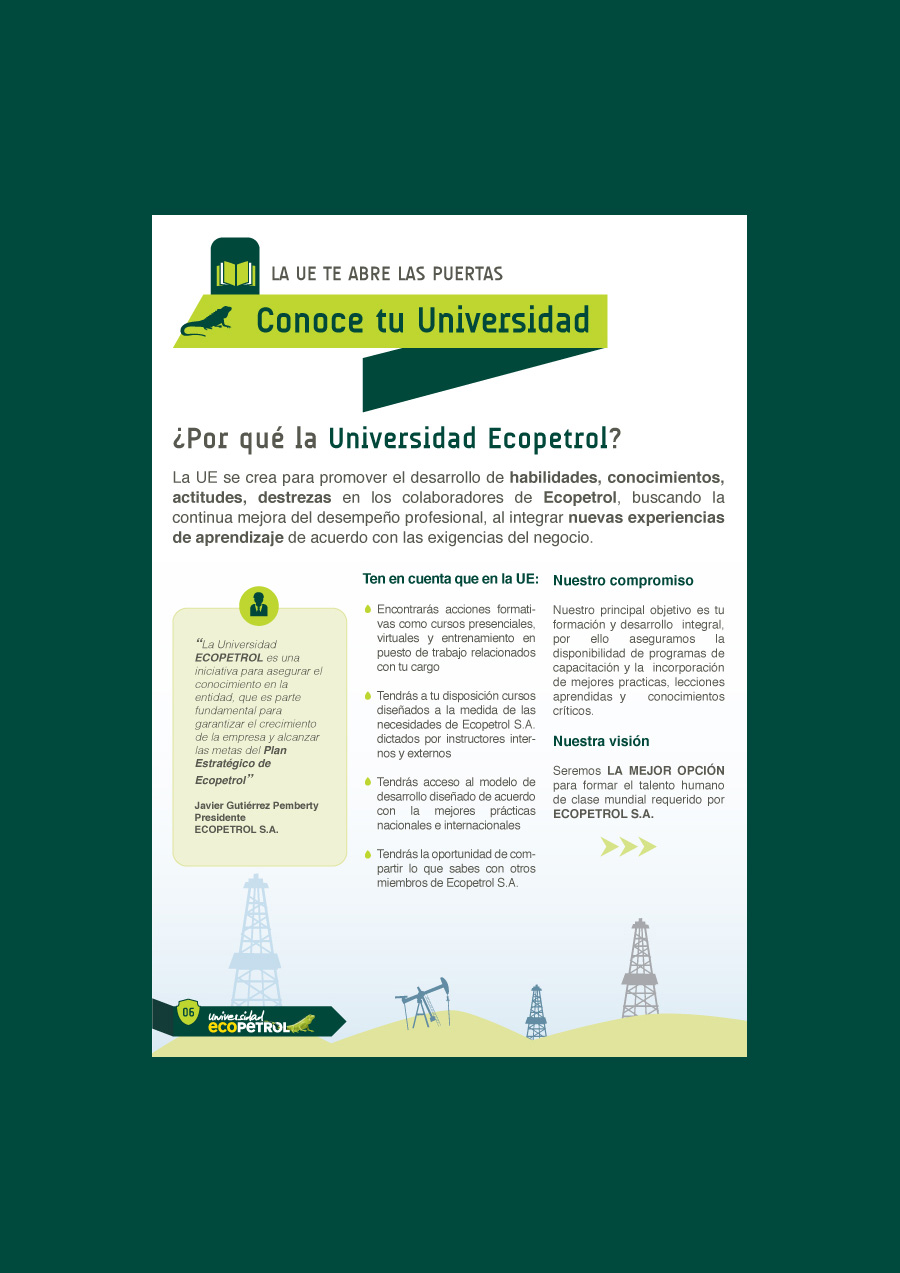 LA UE TE ABRE LAS PUERTAS
Conoce tu Universidad
¿Por qué la Universidad Ecopetrol?
La UE se crea para promover el desarrollo de habilidades, conocimientos,
actitudes, destrezas en los colaboradores de Ecopetrol, buscando la
continua mejora del desempeño profesional, al integrar nuevas experiencias
de aprendizaje de acuerdo con las exigencias del negocio.
“La Universidad
ECOPETROL es una
iniciativa para asegurar el
conocimiento en la
entidad, que es parte
fundamental para
garantizar el crecimiento
de la empresa y alcanzar
las metas del Plan
Estratégico de
Ecopetrol”
Javier Gutiérrez Pemberty
Presidente
ECOPETROL S.A.
Ten en cuenta que en la UE:
Encontrarás acciones formati-
vas como cursos presenciales,
virtuales y entrenamiento en
puesto de trabajo relacionados
con tu cargo
Tendrás a tu disposición cursos
diseñados a la medida de las
necesidades de Ecopetrol S.A.
dictados por instructores inter-
nos y externos
Tendrás acceso al modelo de
desarrollo diseñado de acuerdo
con la mejores prácticas
nacionales e internacionales
Tendrás la oportunidad de com-
partir lo que sabes con otros
miembros de Ecopetrol S.A.
Nuestro compromiso
Nuestro principal objetivo es tu
formación y desarrollo integral,
por ello aseguramos la
disponibilidad de programas de
capacitación y la incorporación
de mejores practicas, lecciones
aprendidas y conocimientos
críticos.
Nuestra visión
Seremos LA MEJOR OPCIÓN
para formar el talento humano
de clase mundial requerido por
ECOPETROL S.A.
06
universidad
ECOPETROL